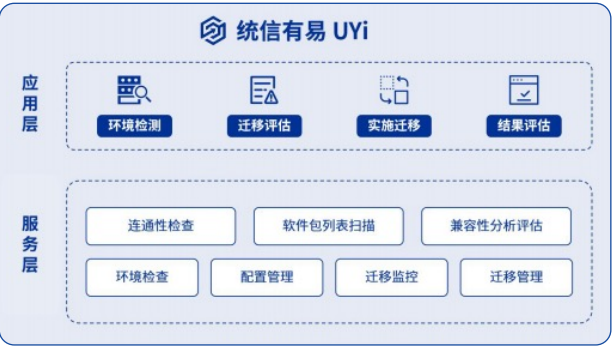 统信有易 UYi
应用层
环境检测 迁移评估 实施迁移 结果评估
服务层
连通性检查 软件包列表扫描 兼容性分析评估
环境检查 配置管理 迁移监控 迁移管理